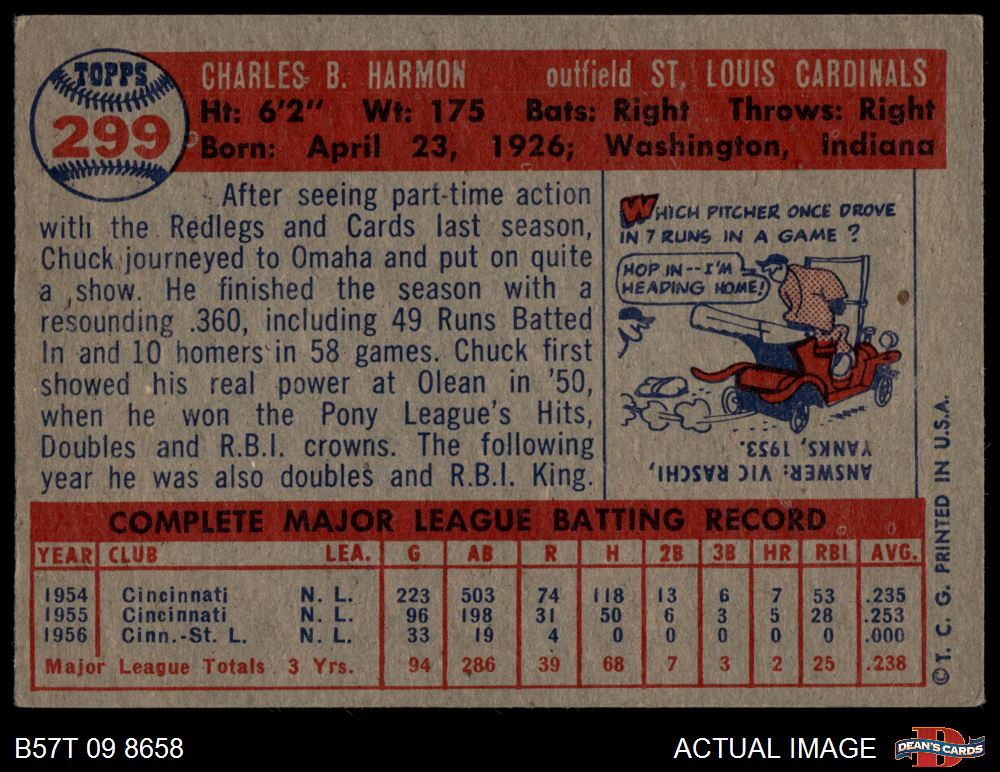 TOPPS
299
CHARLES B. HARMON outfield ST. LOUIS CARDINALS
Ht: 6'2" Wt: 175 Bats: Right Throws: Right
Born: April 23, 1926; Washington, Indiana
After seeing part-time action
with the Redlegs and Cards last season,
Chuck journeyed to Omaha and put on quite
a show. He finished the season with a
resounding .360, including 49 Runs Batted
In and 10 homers in 58 games. Chuck first
showed his real power at Olean in '50,
when he won the Pony League's Hits,
Doubles and R.B.I. crowns. The following
year he was also doubles and R.B.I. King.
WHICH PITCHER ONCE DROVE
IN 7 RUNS IN A GAME?
HOP IN--I'M
HEADING HOME!
ANSWER: VIC RASCHI,
YANKS, 1953.
COMPLETE MAJOR LEAGUE BATTING RECORD
YEAR CLUB LEA. G AB R H 2B 3B HR RBI AVG.
1954 Cincinnati N. L. 223 503 74 118 13 6 7 53 .235
1955 Cincinnati N. L. 96 198 31 50 6 3 5 28 .253
1956 Cinn.-St. L. N. L. 33 19 4 0 0 0 0 0 .000
Major League Totals 3 Yrs. 94 286 39 68 7 3 2 25 .238
© T. C. G. PRINTED IN U.S.A.
B57T 09 8658
ACTUAL IMAGE
DEAN'S CARDS